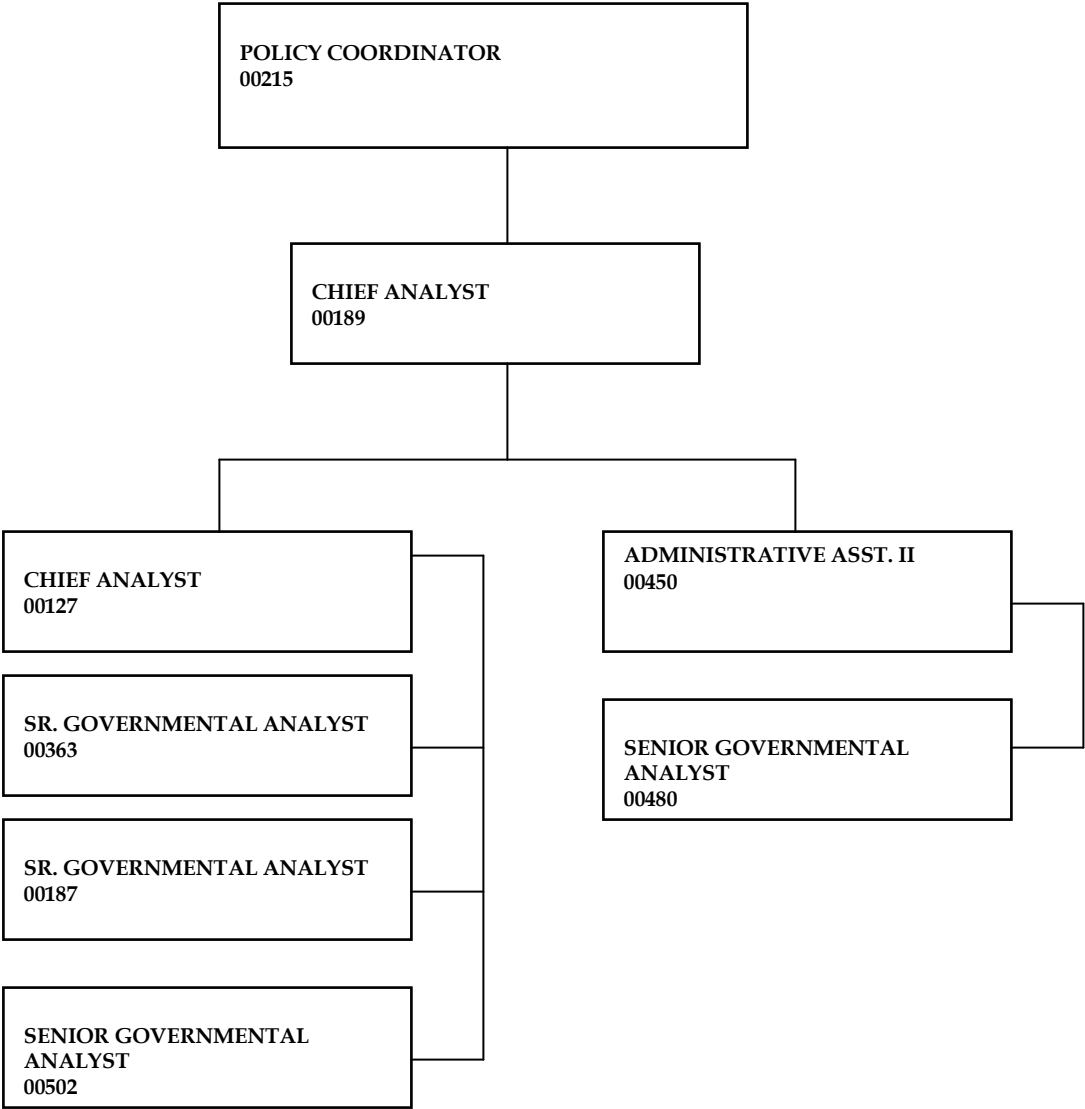 POLICY COORDINATOR
00215
CHIEF ANALYST
00189
CHIEF ANALYST
00127
SR. GOVERNMENTAL ANALYST
00363
SR. GOVERNMENTAL ANALYST
00187
SENIOR GOVERNMENTAL
ANALYST
00502
ADMINISTRATIVE ASST. II
00450
SENIOR GOVERNMENTAL
ANALYST
00480